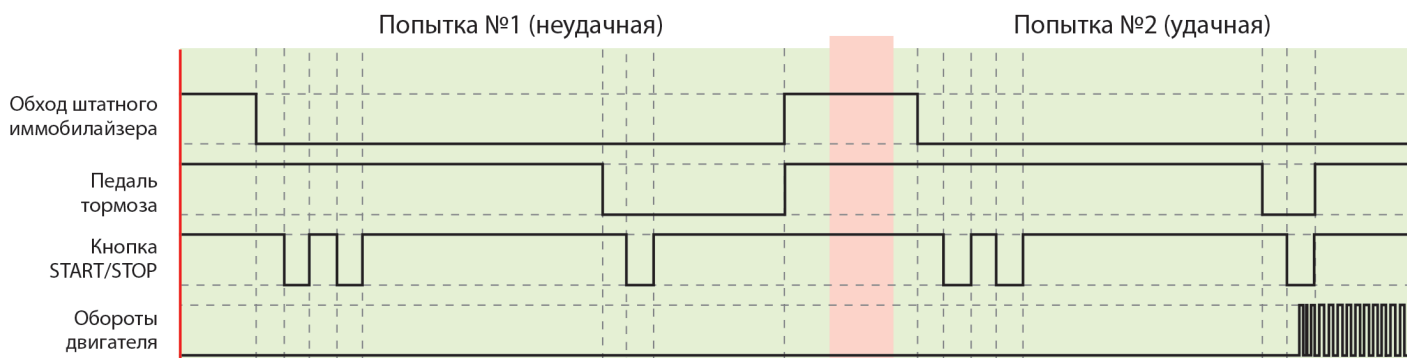 Попытка №1 (неудачная)
Попытка №2 (удачная)
Обход штатного
иммобилайзера
Педаль
тормоза
Кнопка
START/STOP
Обороты
двигателя